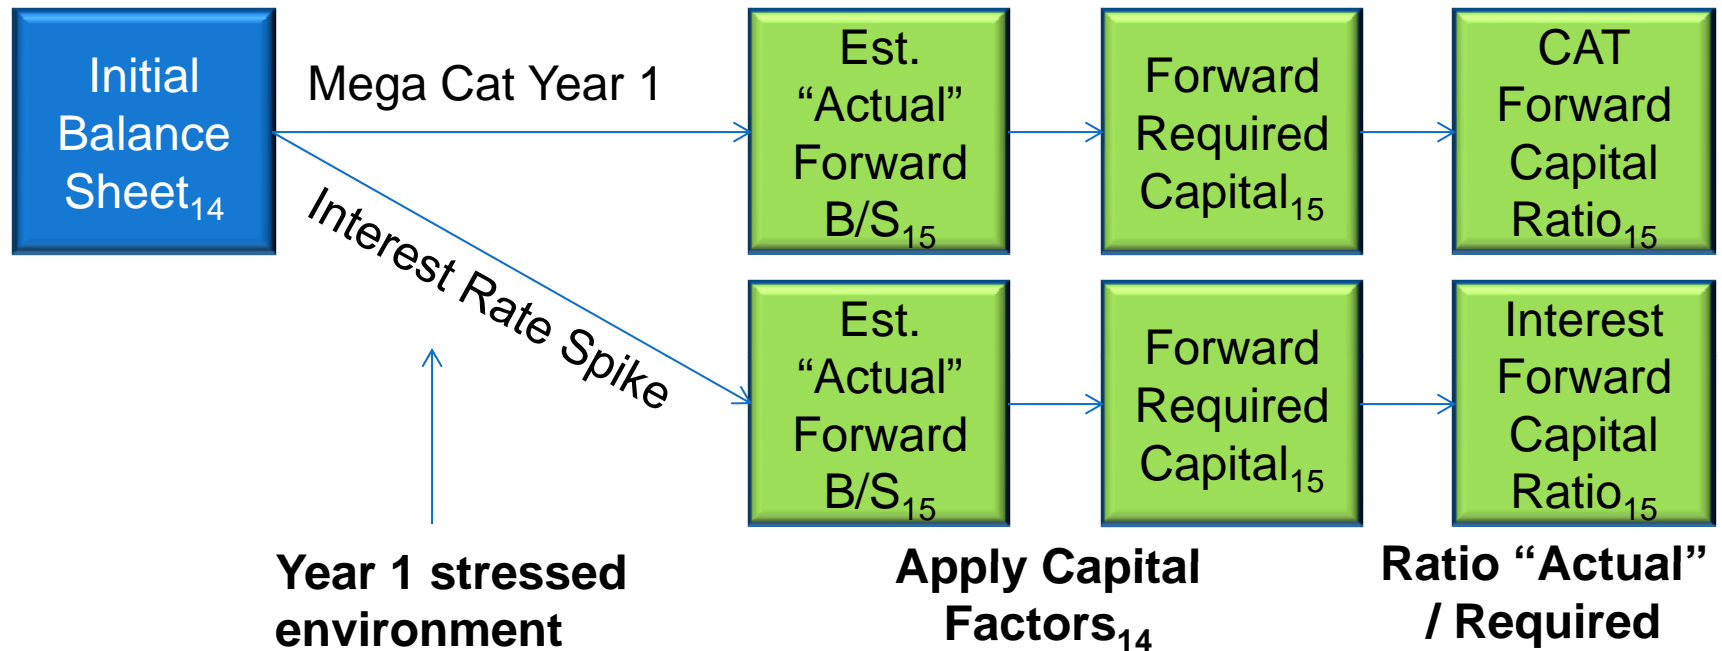 Initial
Balance
Sheet14
Mega Cat Year 1
Est.
“Actual”
Forward
B/S15
Forward
Required
Capital15
CAT
Forward
Capital
Ratio15
Interest Rate Spike
Est.
“Actual”
Forward
B/S15
Forward
Required
Capital15
Interest
Forward
Capital
Ratio15
Year 1 stressed
environment
Apply Capital
Factors14
Ratio “Actual”
/ Required